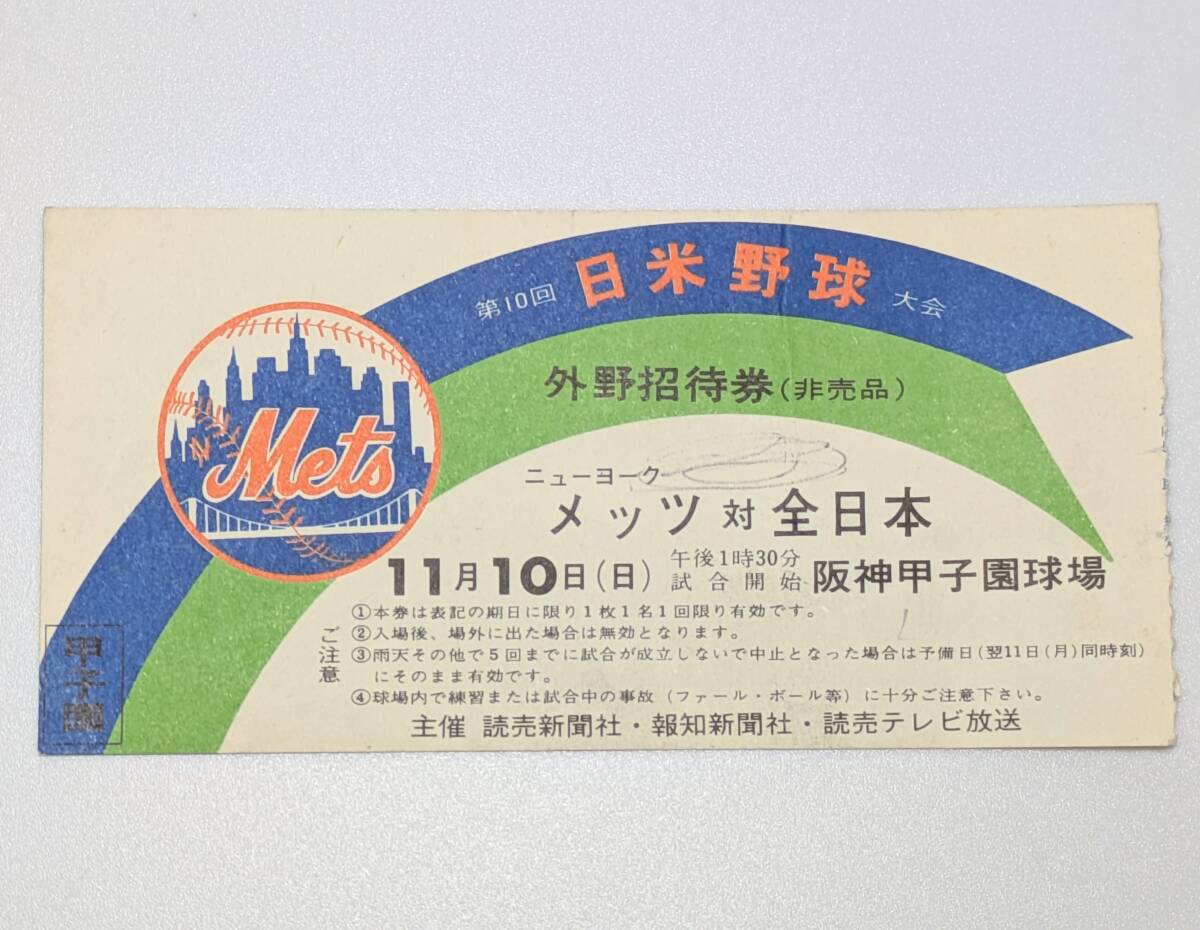 第10回 日米野球 大会
外野招待券(非売品)
Mets
ニューヨーク
メッツ 対 全日本
11月10日(日) 午後1時30分 試合開始 阪神甲子園球場
ご注意
①本券は表記の期日に限り1枚1名1回限り有効です。
②入場後、場外に出た場合は無効となります。
③雨天その他で5回までに試合が成立しないで中止となった場合は予備日(翌11日(月)同時刻)
にそのまま有効です。
④球場内で練習または試合中の事故(ファール・ボール等)に十分ご注意下さい。
主催 読売新聞社・報知新聞社・読売テレビ放送
甲子園